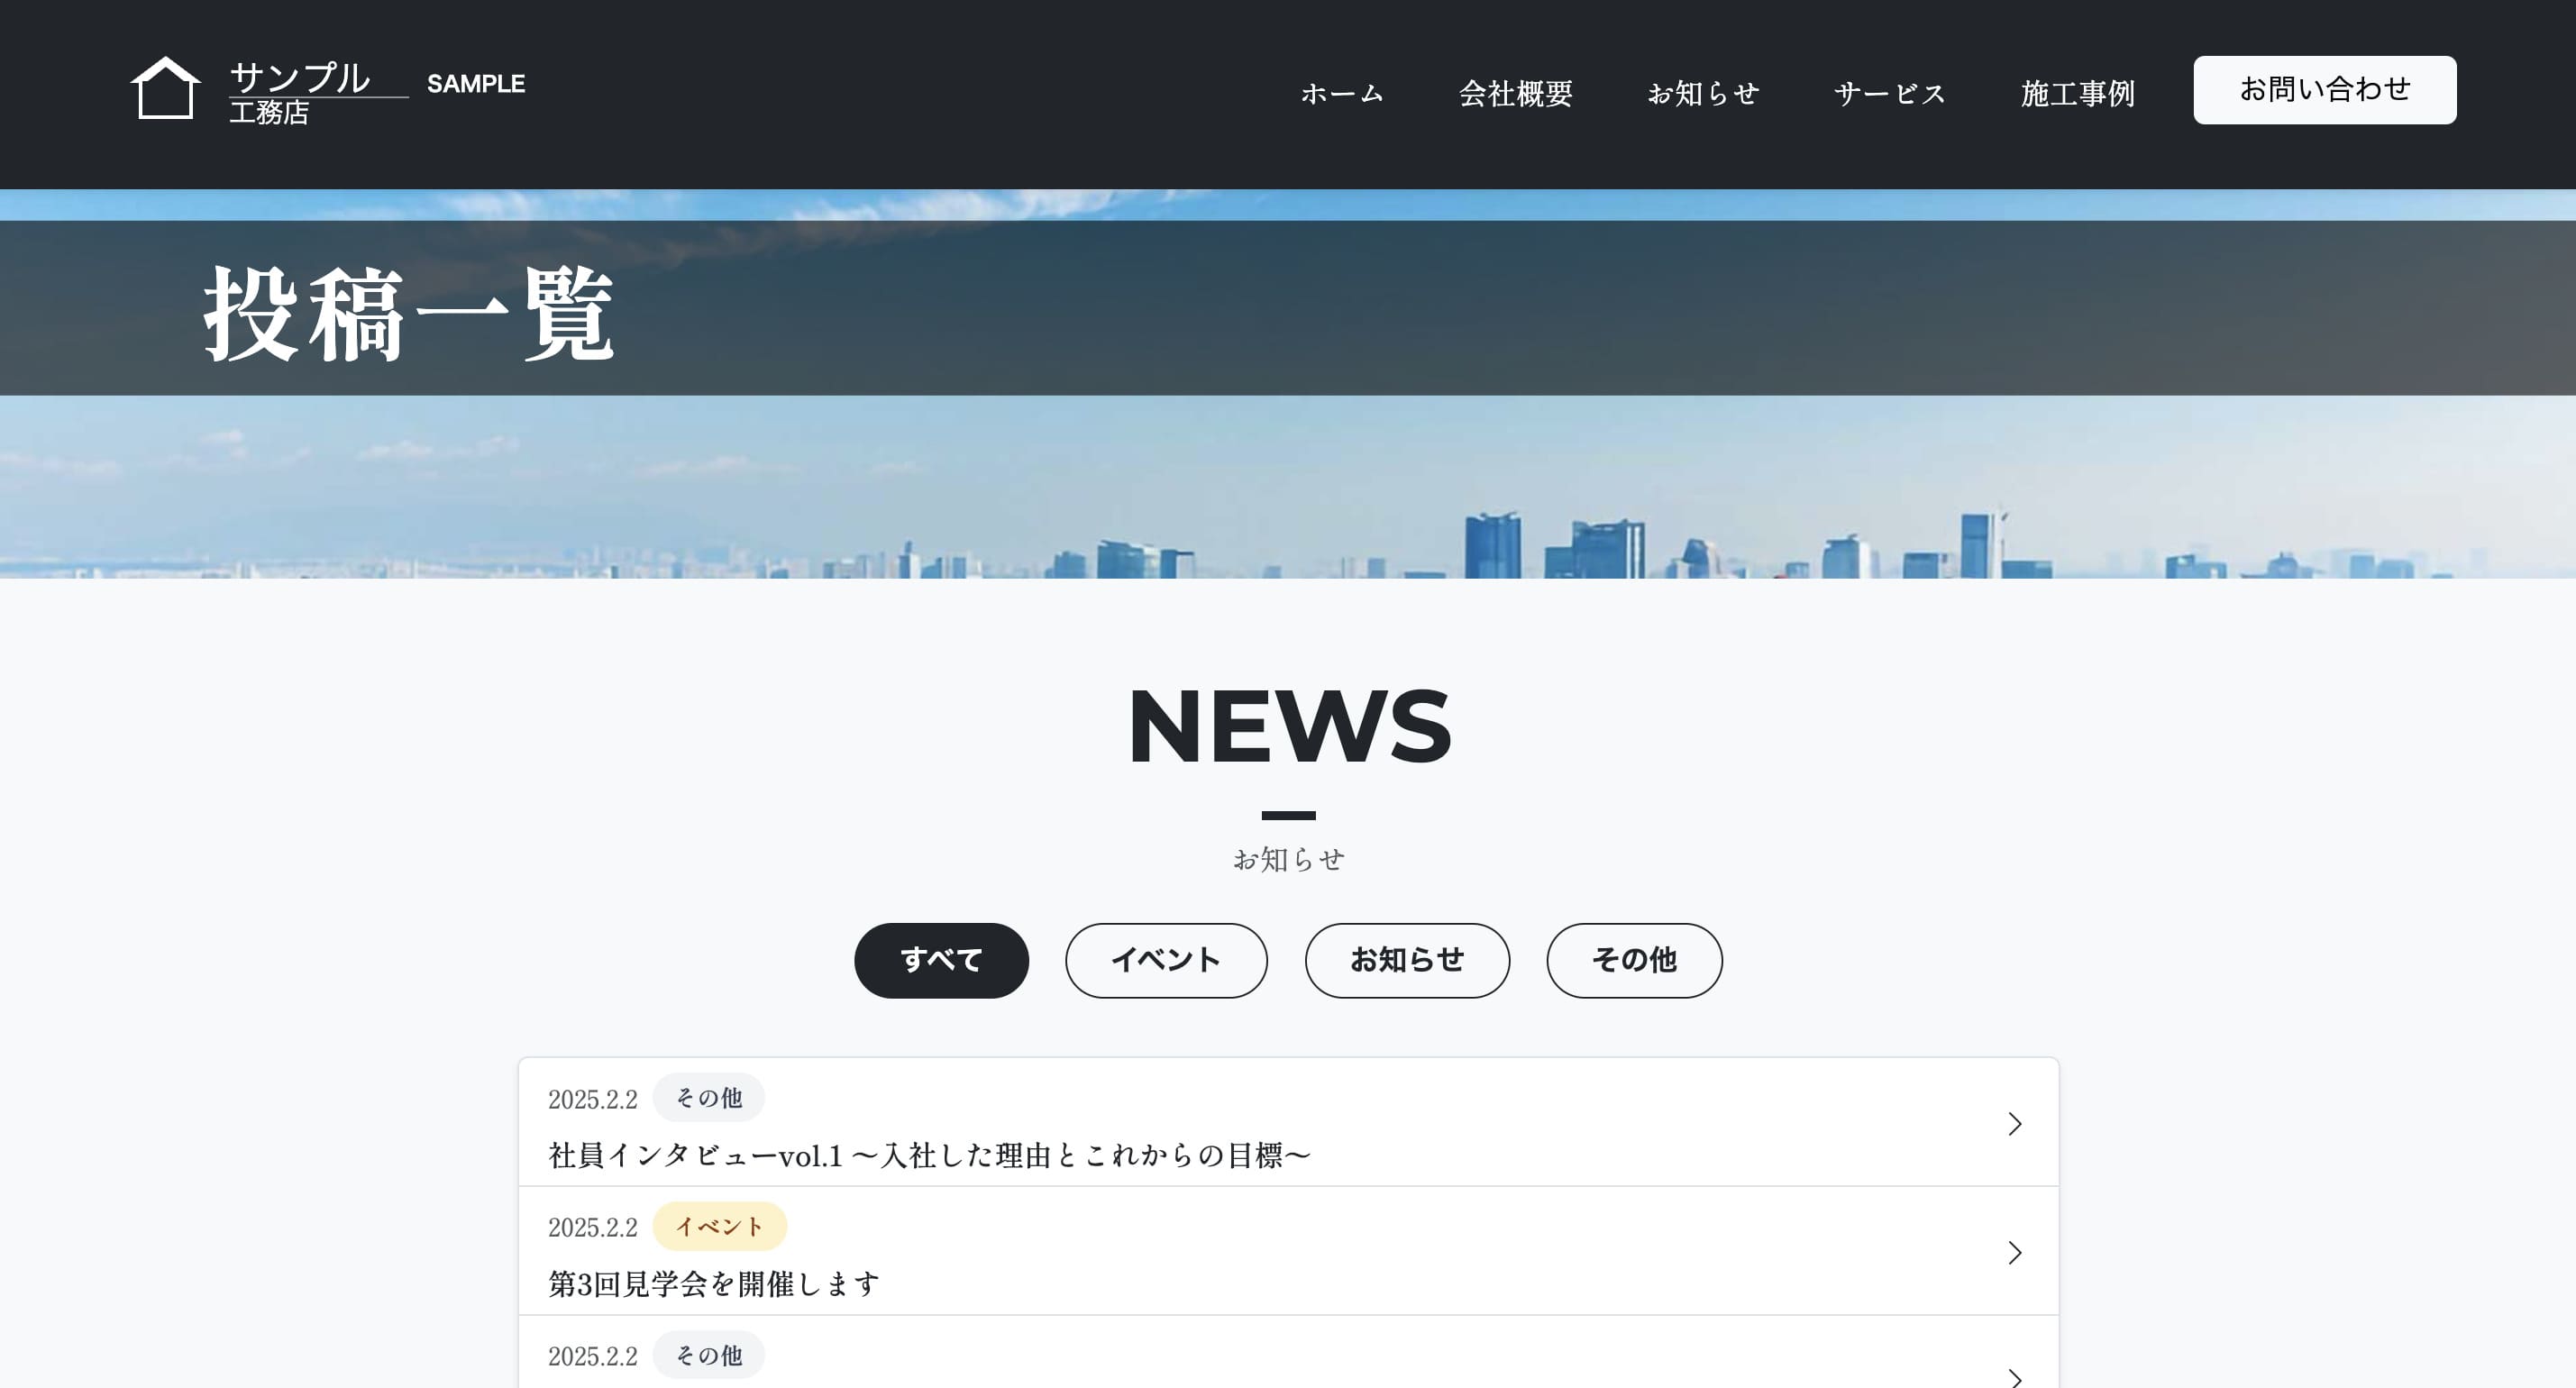 サンプル
工務店
SAMPLE
ホーム 会社概要 お知らせ サービス 施工事例 お問い合わせ
投稿一覧
NEWS
お知らせ
すべて イベント お知らせ その他
2025.2.2 その他
社員インタビューvol.1 〜入社した理由とこれからの目標〜
2025.2.2 イベント
第3回見学会を開催します
2025.2.2 その他